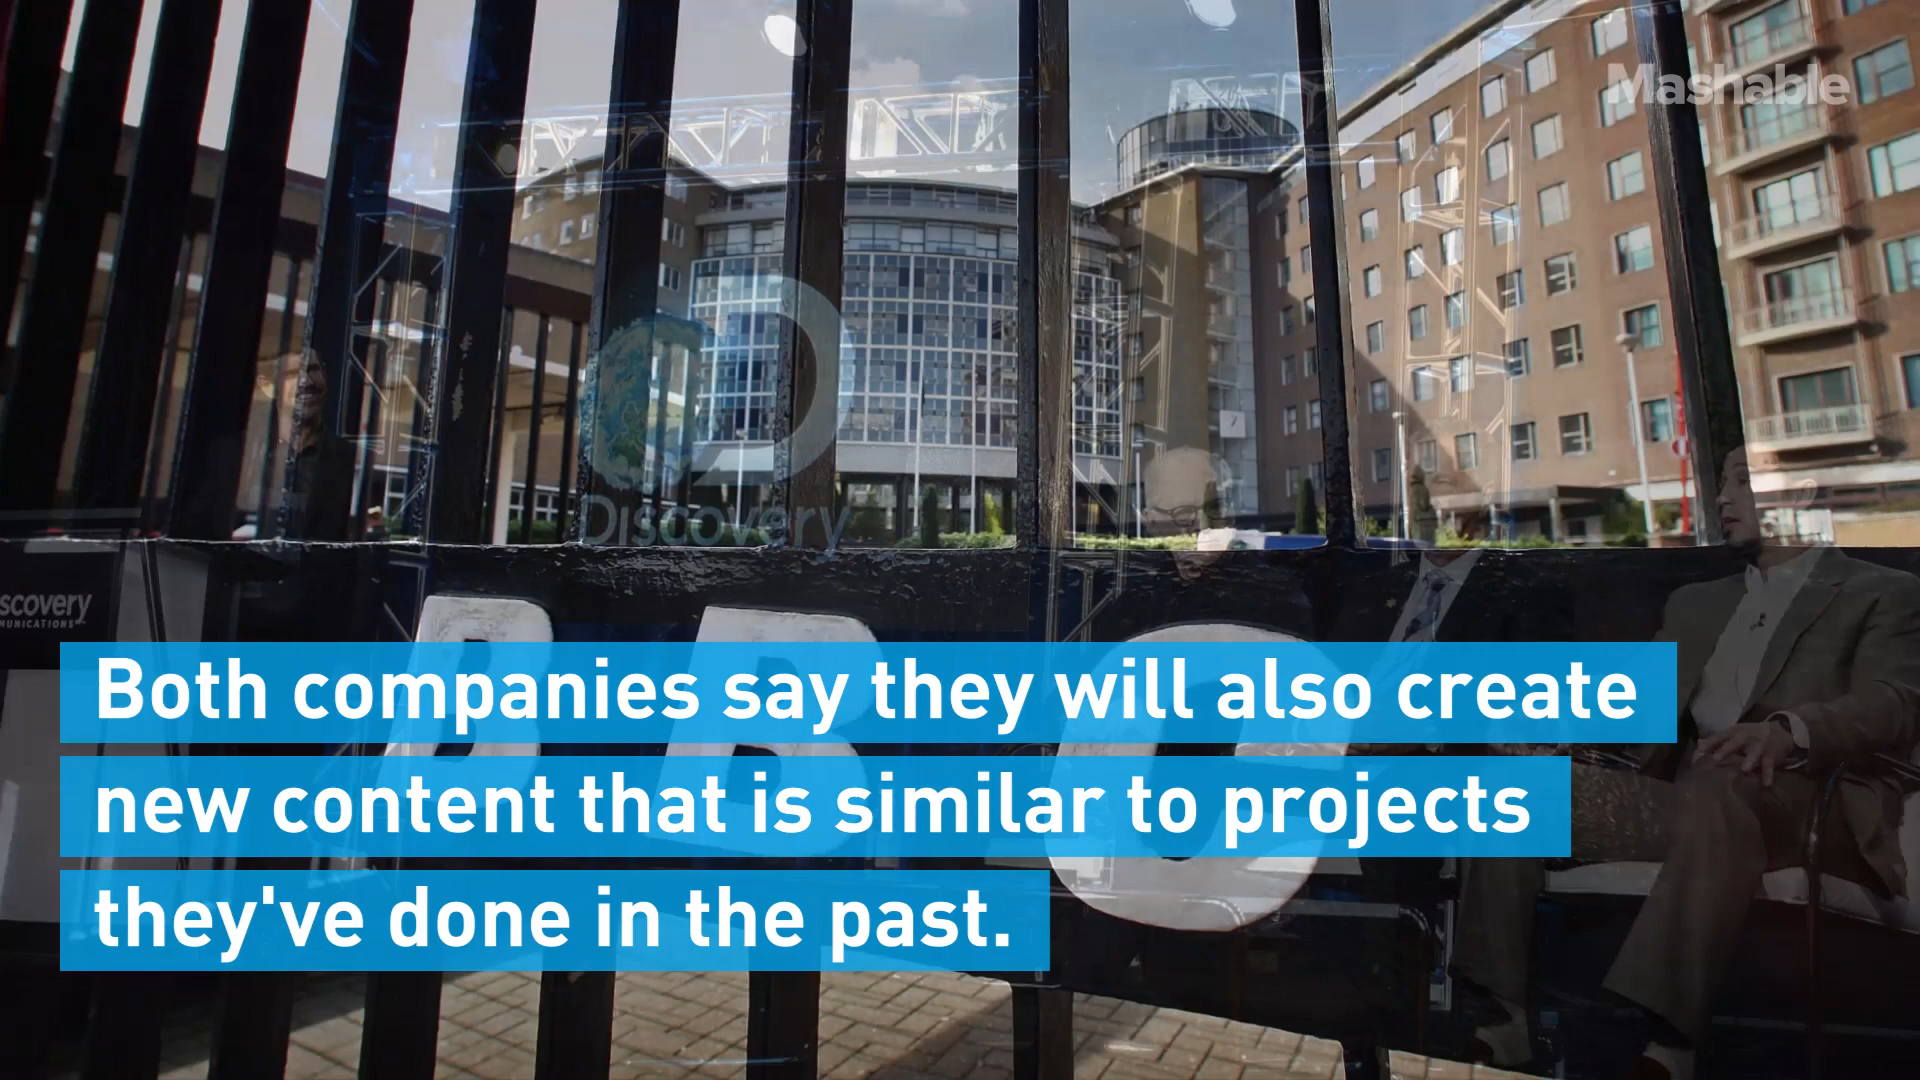 Mashable
Discovery
scovery
MUNICATIONS
BBC
Both companies say they will also create
new content that is similar to projects
they've done in the past.